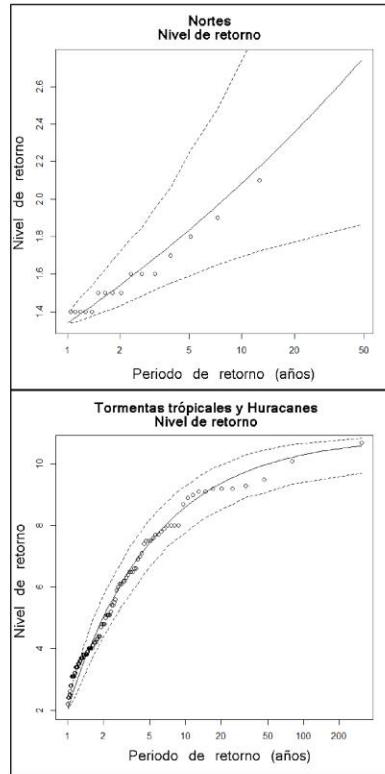 Nortes
Nivel de retorno
Nivel de retorno
2.6
2.4
2.2
2.0
1.8
1.6
1.4
1 2 5 10 20 50
Periodo de retorno (años)
Tormentas trópicales y Huracanes
Nivel de retorno
Nivel de retorno
10
8
6
4
2
1 2 5 10 20 50 100 200
Periodo de retorno (años)